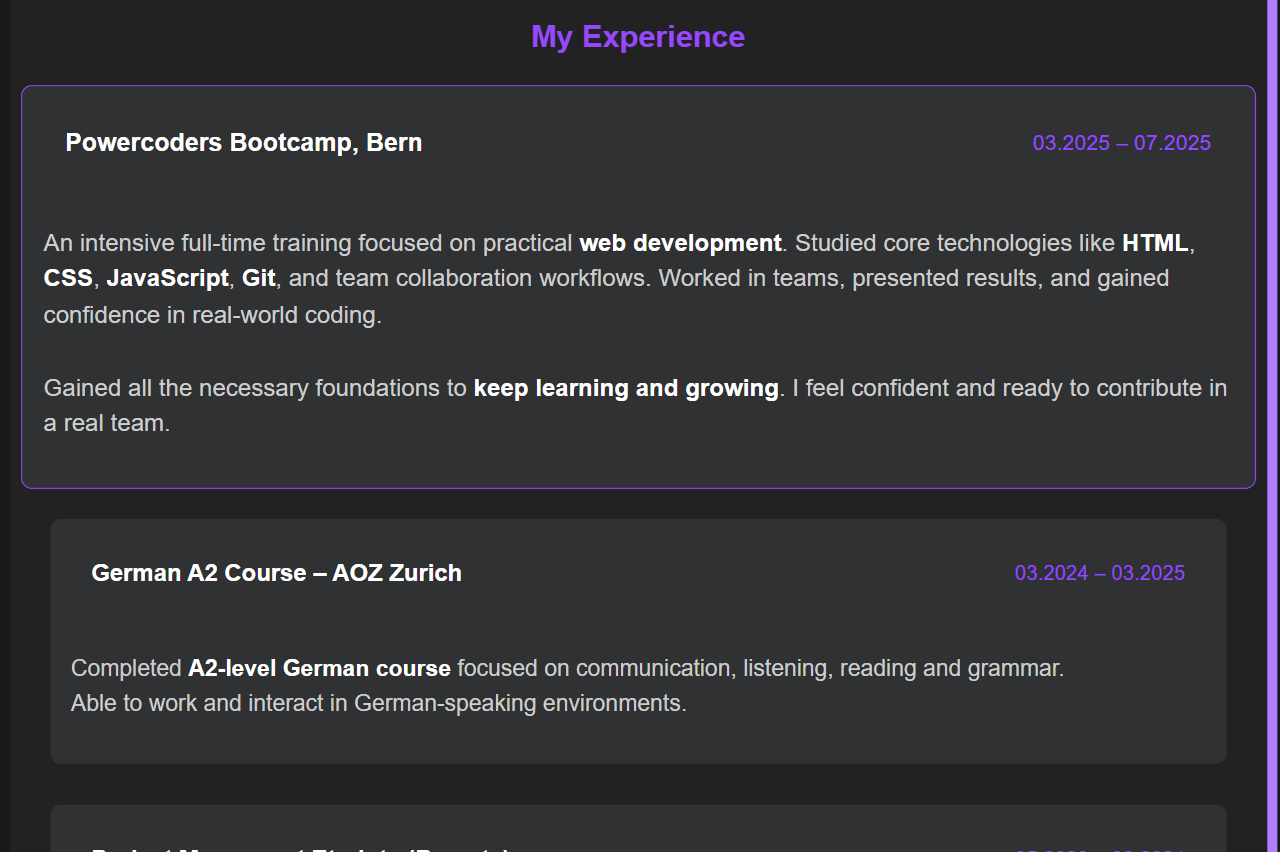 My Experience
Powercoders Bootcamp, Bern
03.2025 – 07.2025
An intensive full-time training focused on practical web development. Studied core technologies like HTML,
CSS, JavaScript, Git, and team collaboration workflows. Worked in teams, presented results, and gained
confidence in real-world coding.
Gained all the necessary foundations to keep learning and growing. I feel confident and ready to contribute in
a real team.
German A2 Course – AOZ Zurich
03.2024 – 03.2025
Completed A2-level German course focused on communication, listening, reading and grammar.
Able to work and interact in German-speaking environments.